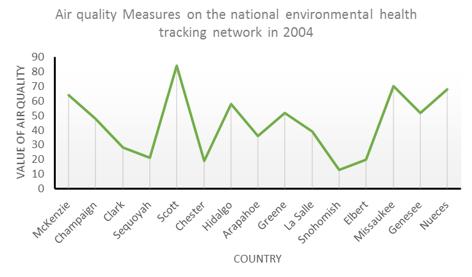 Air quality Measures on the national environmental health
tracking network in 2004
VALUE OF AIR QUALITY
90
80
70
60
50
40
30
20
10
0
McKenzie
Champaign
Clark
Sequoyah
Scott
Chester
Hidalgo
Arapahoe
Greene
La Salle
Snohomish
Elbert
Missaukee
Genesee
Nueces
COUNTRY